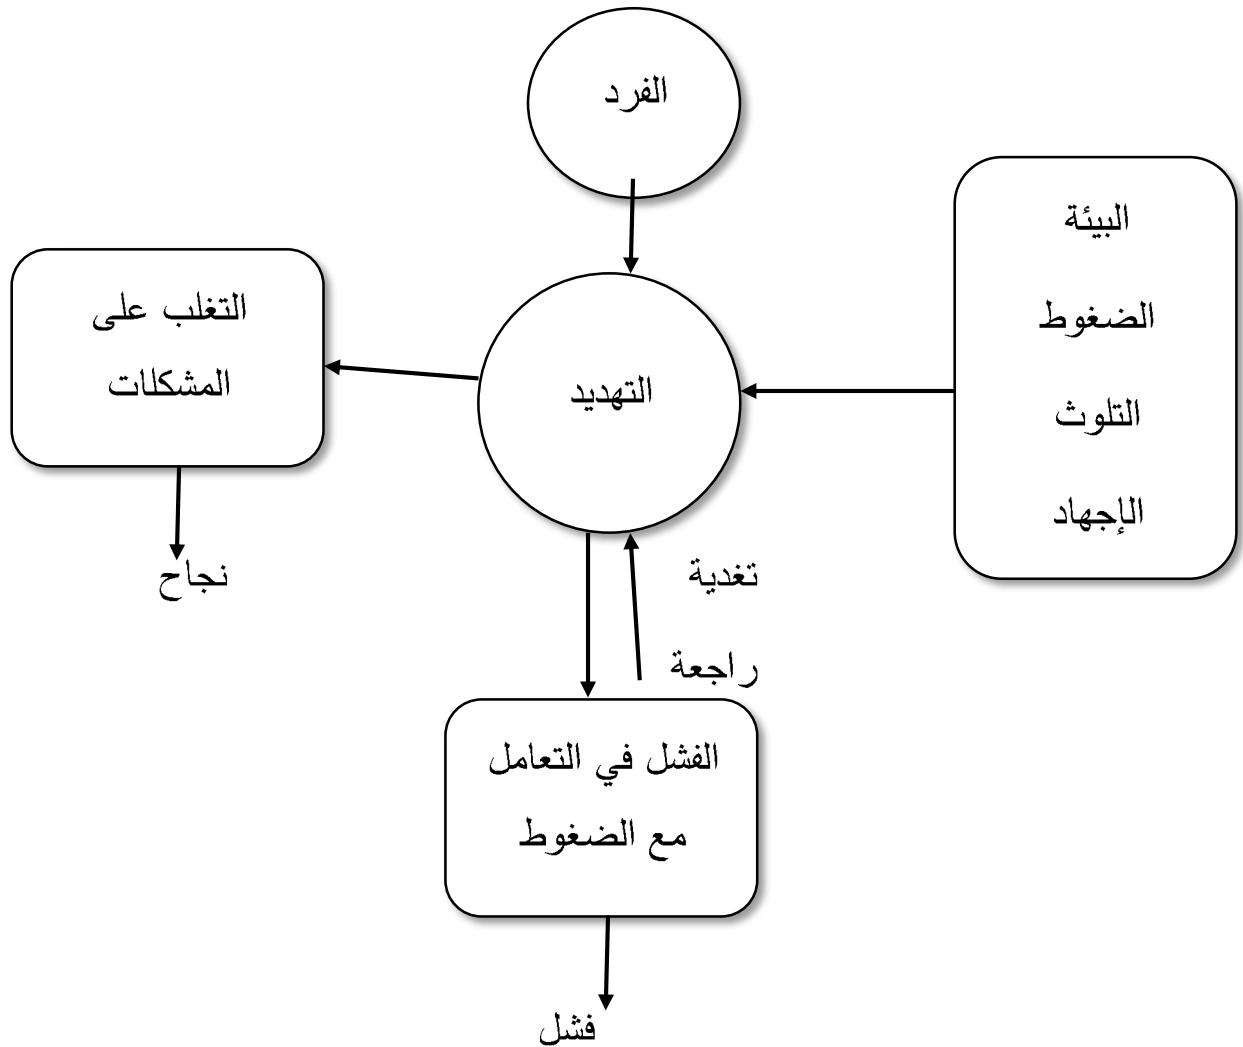 الفرد
البيئة
الضغوط
التلوث
الإجهاد
التهديد
التغلب على
المشكلات
نجاح
تغدية
راجعة
الفشل في التعامل
مع الضغوط
فشل